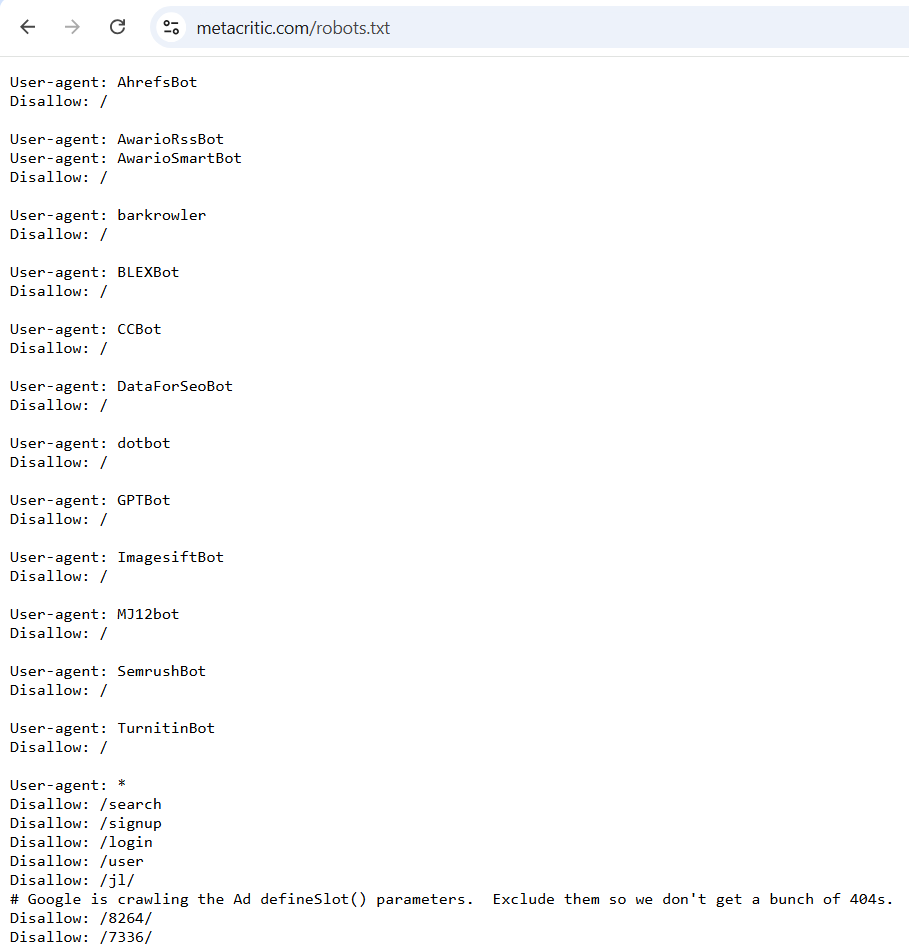 metacritic.com/robots.txt
User-agent: AhrefsBot
Disallow: /
User-agent: AwarioRssBot
User-agent: AwarioSmartBot
Disallow: /
User-agent: barkrowler
Disallow: /
User-agent: BLEXBot
Disallow: /
User-agent: CCBot
Disallow: /
User-agent: DataForSeoBot
Disallow: /
User-agent: dotbot
Disallow: /
User-agent: GPTBot
Disallow: /
User-agent: ImagesiftBot
Disallow: /
User-agent: MJ12bot
Disallow: /
User-agent: SemrushBot
Disallow: /
User-agent: TurnitinBot
Disallow: /
User-agent: *
Disallow: /search
Disallow: /signup
Disallow: /login
Disallow: /user
Disallow: /jl/
# Google is crawling the Ad defineSlot() parameters.  Exclude them so we don't get a bunch of 404s.
Disallow: /8264/
Disallow: /7336/